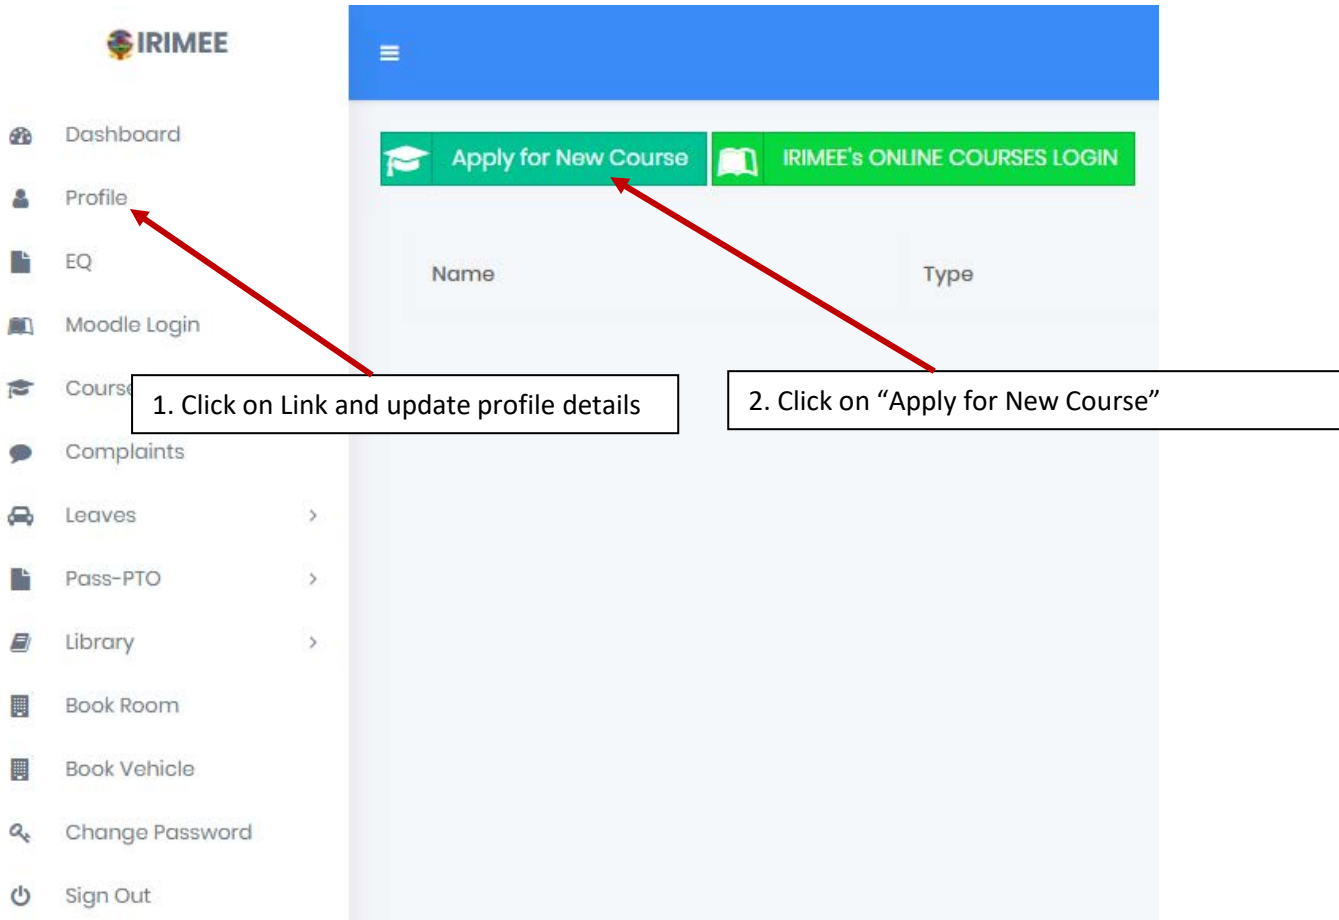 IRIMEE
Dashboard
Profile
EQ
Moodle Login
Course
Complaints
Leaves
Pass-PTO
Library
Book Room
Book Vehicle
Change Password
Sign Out
Apply for New Course
IRIMEE's ONLINE COURSES LOGIN
Name
Type
1. Click on Link and update profile details
2. Click on “Apply for New Course”